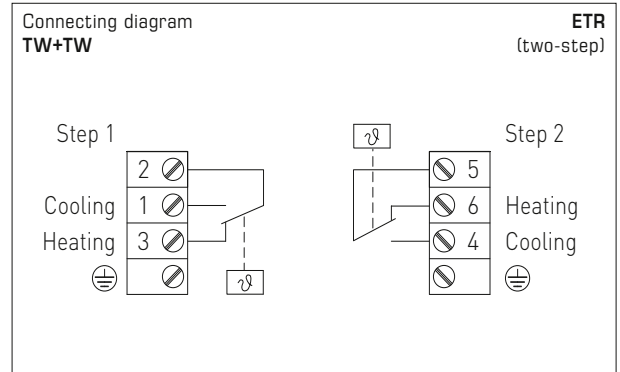 Connecting diagram
TW+TW
ETR
(two-step)
Step 1
2
Cooling 1
Heating 3
ϑ
ϑ
Step 2
5
6 Heating
4 Cooling